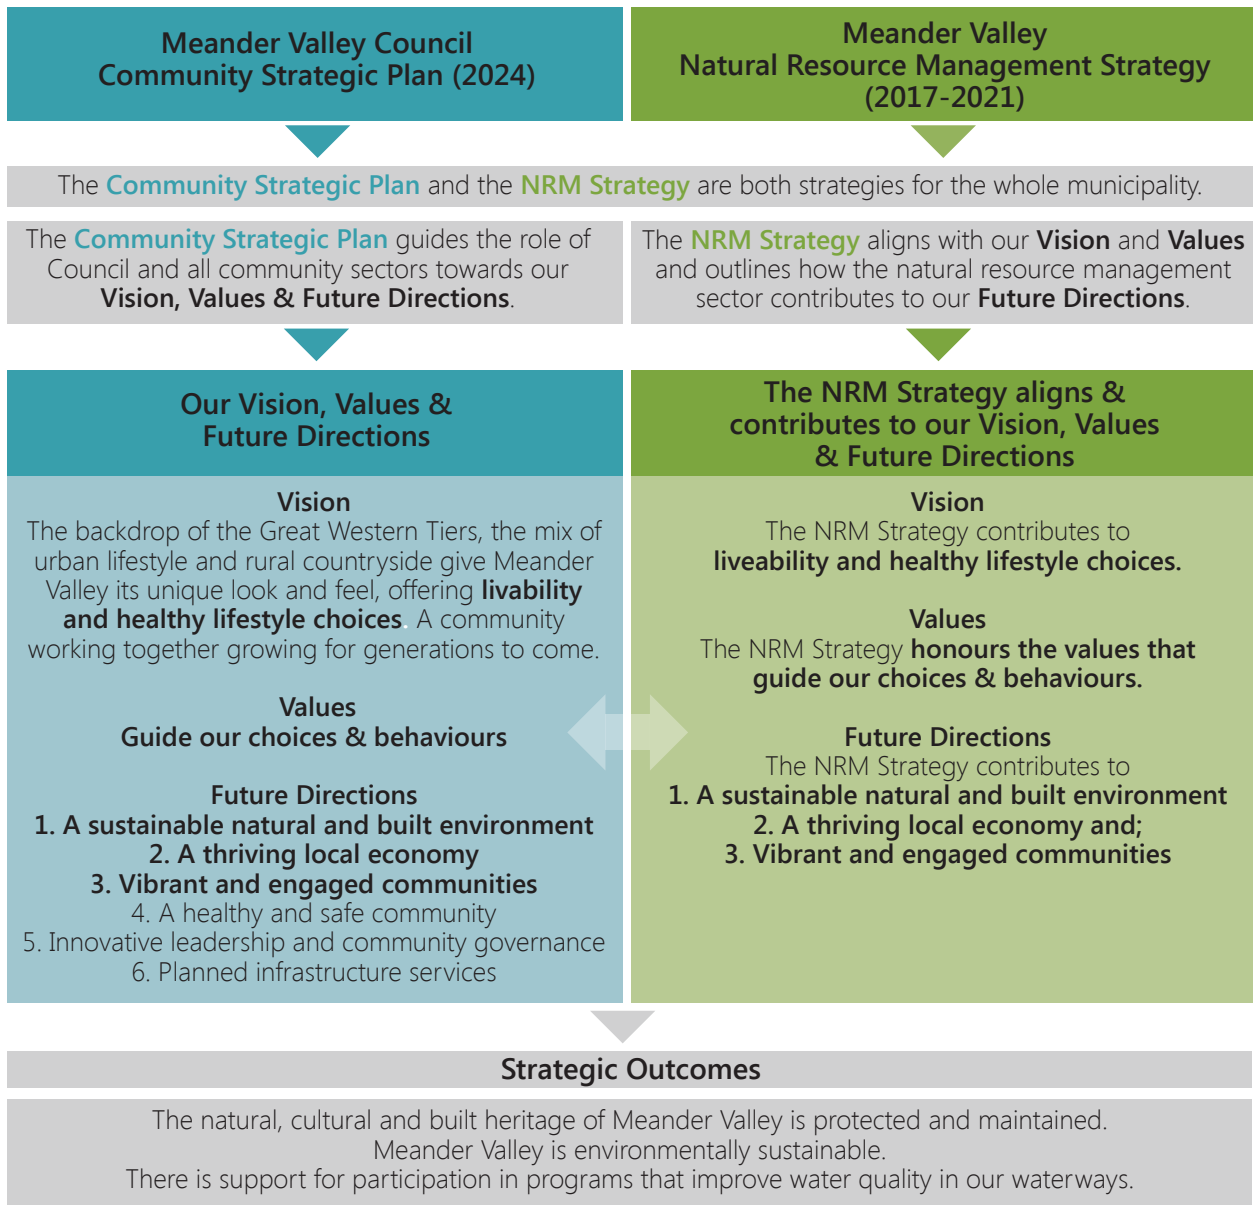 Meander Valley Council
Community Strategic Plan (2024)
Meander Valley
Natural Resource Management Strategy
(2017-2021)
The Community Strategic Plan and the NRM Strategy are both strategies for the whole municipality.
The Community Strategic Plan guides the role of
Council and all community sectors towards our
Vision, Values & Future Directions.
The NRM Strategy aligns with our Vision and Values
and outlines how the natural resource management
sector contributes to our Future Directions.
Our Vision, Values &
Future Directions
Vision
The backdrop of the Great Western Tiers, the mix of
urban lifestyle and rural countryside give Meander
Valley its unique look and feel, offering livability
and healthy lifestyle choices. A community
working together growing for generations to come.
Values
Guide our choices & behaviours
Future Directions
1. A sustainable natural and built environment
2. A thriving local economy
3. Vibrant and engaged communities
4. A healthy and safe community
5. Innovative leadership and community governance
6. Planned infrastructure services
The NRM Strategy aligns &
contributes to our Vision, Values
& Future Directions
Vision
The NRM Strategy contributes to
liveability and healthy lifestyle choices.
Values
The NRM Strategy honours the values that
guide our choices & behaviours.
Future Directions
The NRM Strategy contributes to
1. A sustainable natural and built environment
2. A thriving local economy and;
3. Vibrant and engaged communities
Strategic Outcomes
The natural, cultural and built heritage of Meander Valley is protected and maintained.
Meander Valley is environmentally sustainable.
There is support for participation in programs that improve water quality in our waterways.